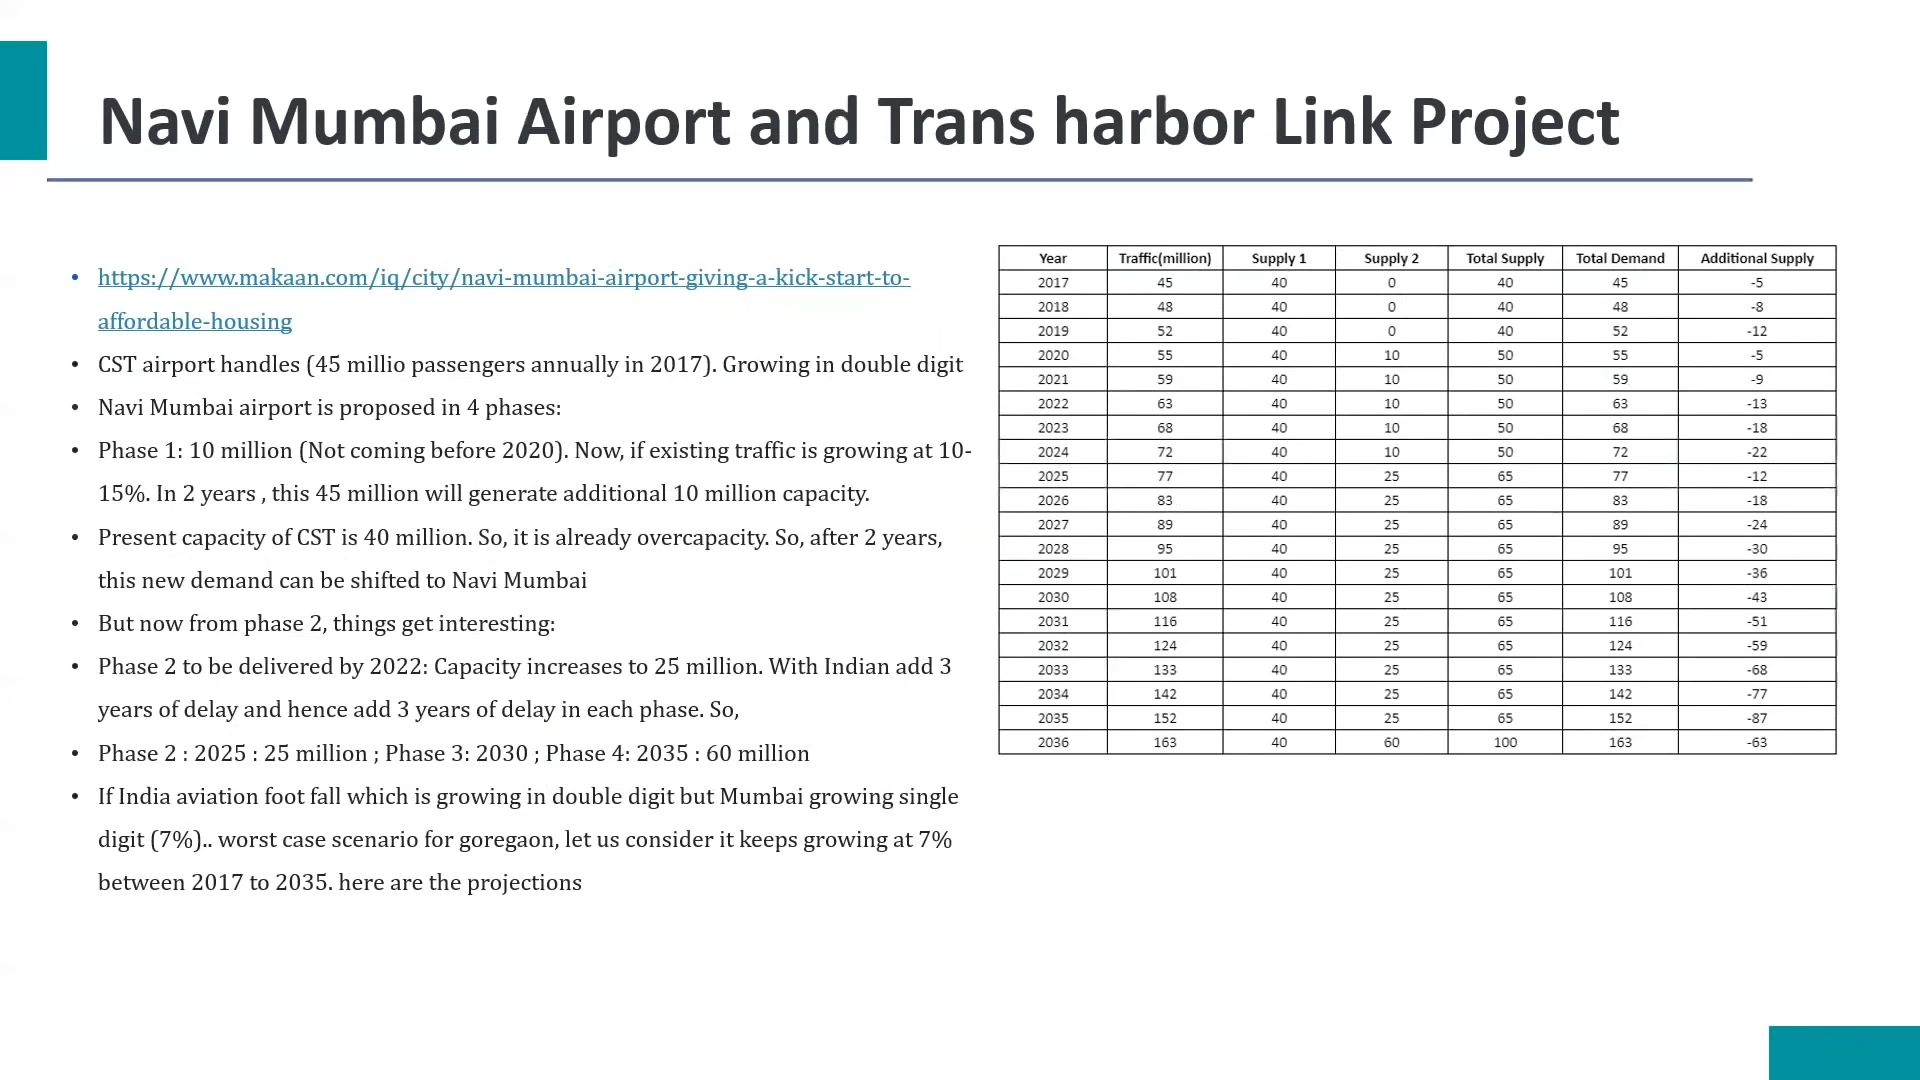 Navi Mumbai Airport and Trans harbor Link Project
• https://www.makaan.com/iq/city/navi-mumbai-airport-giving-a-kick-start-to-
affordable-housing
• CST airport handles (45 millio passengers annually in 2017). Growing in double digit
• Navi Mumbai airport is proposed in 4 phases:
• Phase 1: 10 million (Not coming before 2020). Now, if existing traffic is growing at 10-
15%. In 2 years , this 45 million will generate additional 10 million capacity.
• Present capacity of CST is 40 million. So, it is already overcapacity. So, after 2 years,
this new demand can be shifted to Navi Mumbai
• But now from phase 2, things get interesting:
• Phase 2 to be delivered by 2022: Capacity increases to 25 million. With Indian add 3
years of delay and hence add 3 years of delay in each phase. So,
• Phase 2 : 2025 : 25 million ; Phase 3: 2030 ; Phase 4: 2035 : 60 million
• If India aviation foot fall which is growing in double digit but Mumbai growing single
digit (7%).. worst case scenario for goregaon, let us consider it keeps growing at 7%
between 2017 to 2035. here are the projections
Year Traffic(million) Supply 1 Supply 2 Total Supply Total Demand Additional Supply
2017 45 40 0 40 45 -5
2018 48 40 0 40 48 -8
2019 52 40 0 40 52 -12
2020 55 40 10 50 55 -5
2021 59 40 10 50 59 -9
2022 63 40 10 50 63 -13
2023 68 40 10 50 68 -18
2024 72 40 10 50 72 -22
2025 77 40 25 65 77 -12
2026 83 40 25 65 83 -18
2027 89 40 25 65 89 -24
2028 95 40 25 65 95 -30
2029 101 40 25 65 101 -36
2030 108 40 25 65 108 -43
2031 116 40 25 65 116 -51
2032 124 40 25 65 124 -59
2033 133 40 25 65 133 -68
2034 142 40 25 65 142 -77
2035 152 40 25 65 152 -87
2036 163 40 60 100 163 -63